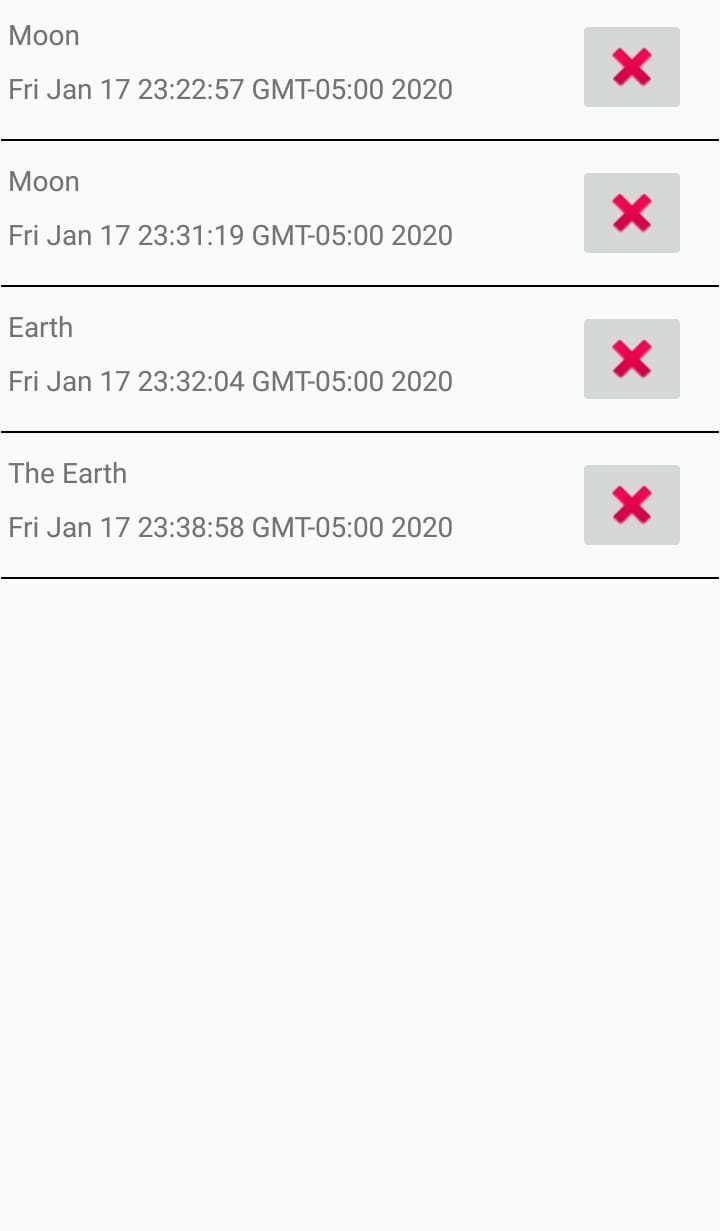 Moon
Fri Jan 17 23:22:57 GMT-05:00 2020
Moon
Fri Jan 17 23:31:19 GMT-05:00 2020
Earth
Fri Jan 17 23:32:04 GMT-05:00 2020
The Earth
Fri Jan 17 23:38:58 GMT-05:00 2020